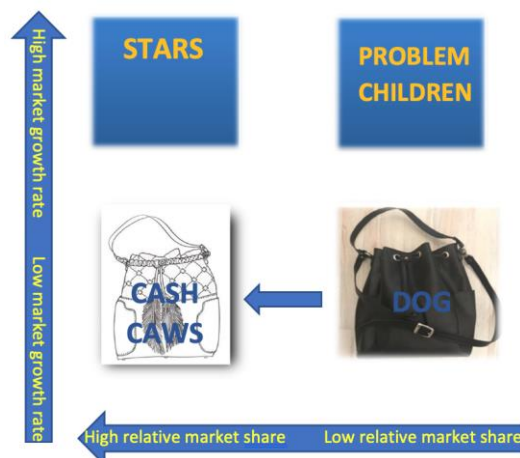 High market growth rate
STARS
PROBLEM
CHILDREN
Low market growth rate
CASH
CAWS
DOG
High relative market share
Low relative market share